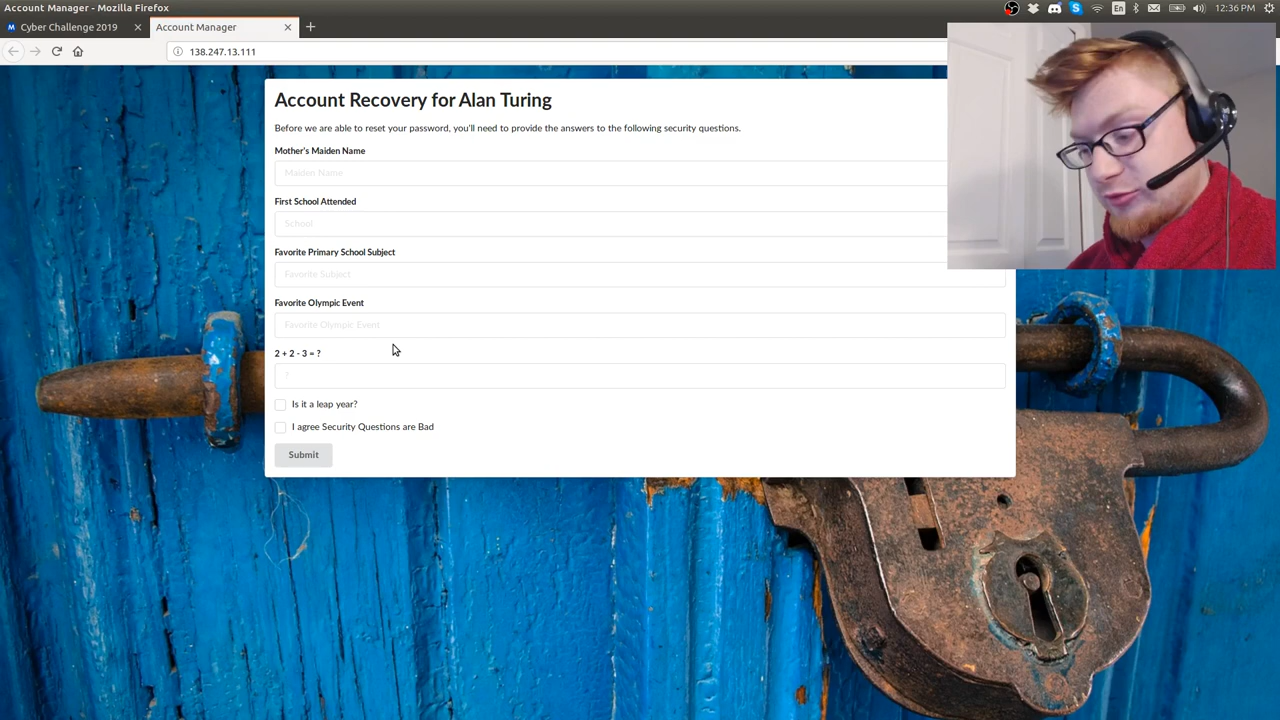 Account Manager - Mozilla Firefox
En
12:36 PM
Cyber Challenge 2019
Account Manager
138.247.13.111
Account Recovery for Alan Turing
Before we are able to reset your password, you'll need to provide the answers to the following security questions.
Mother's Maiden Name
Maiden Name
First School Attended
School
Favorite Primary School Subject
Favorite Subject
Favorite Olympic Event
Favorite Olympic Event
2 + 2 - 3 = ?
?
Is it a leap year?
I agree Security Questions are Bad
Submit